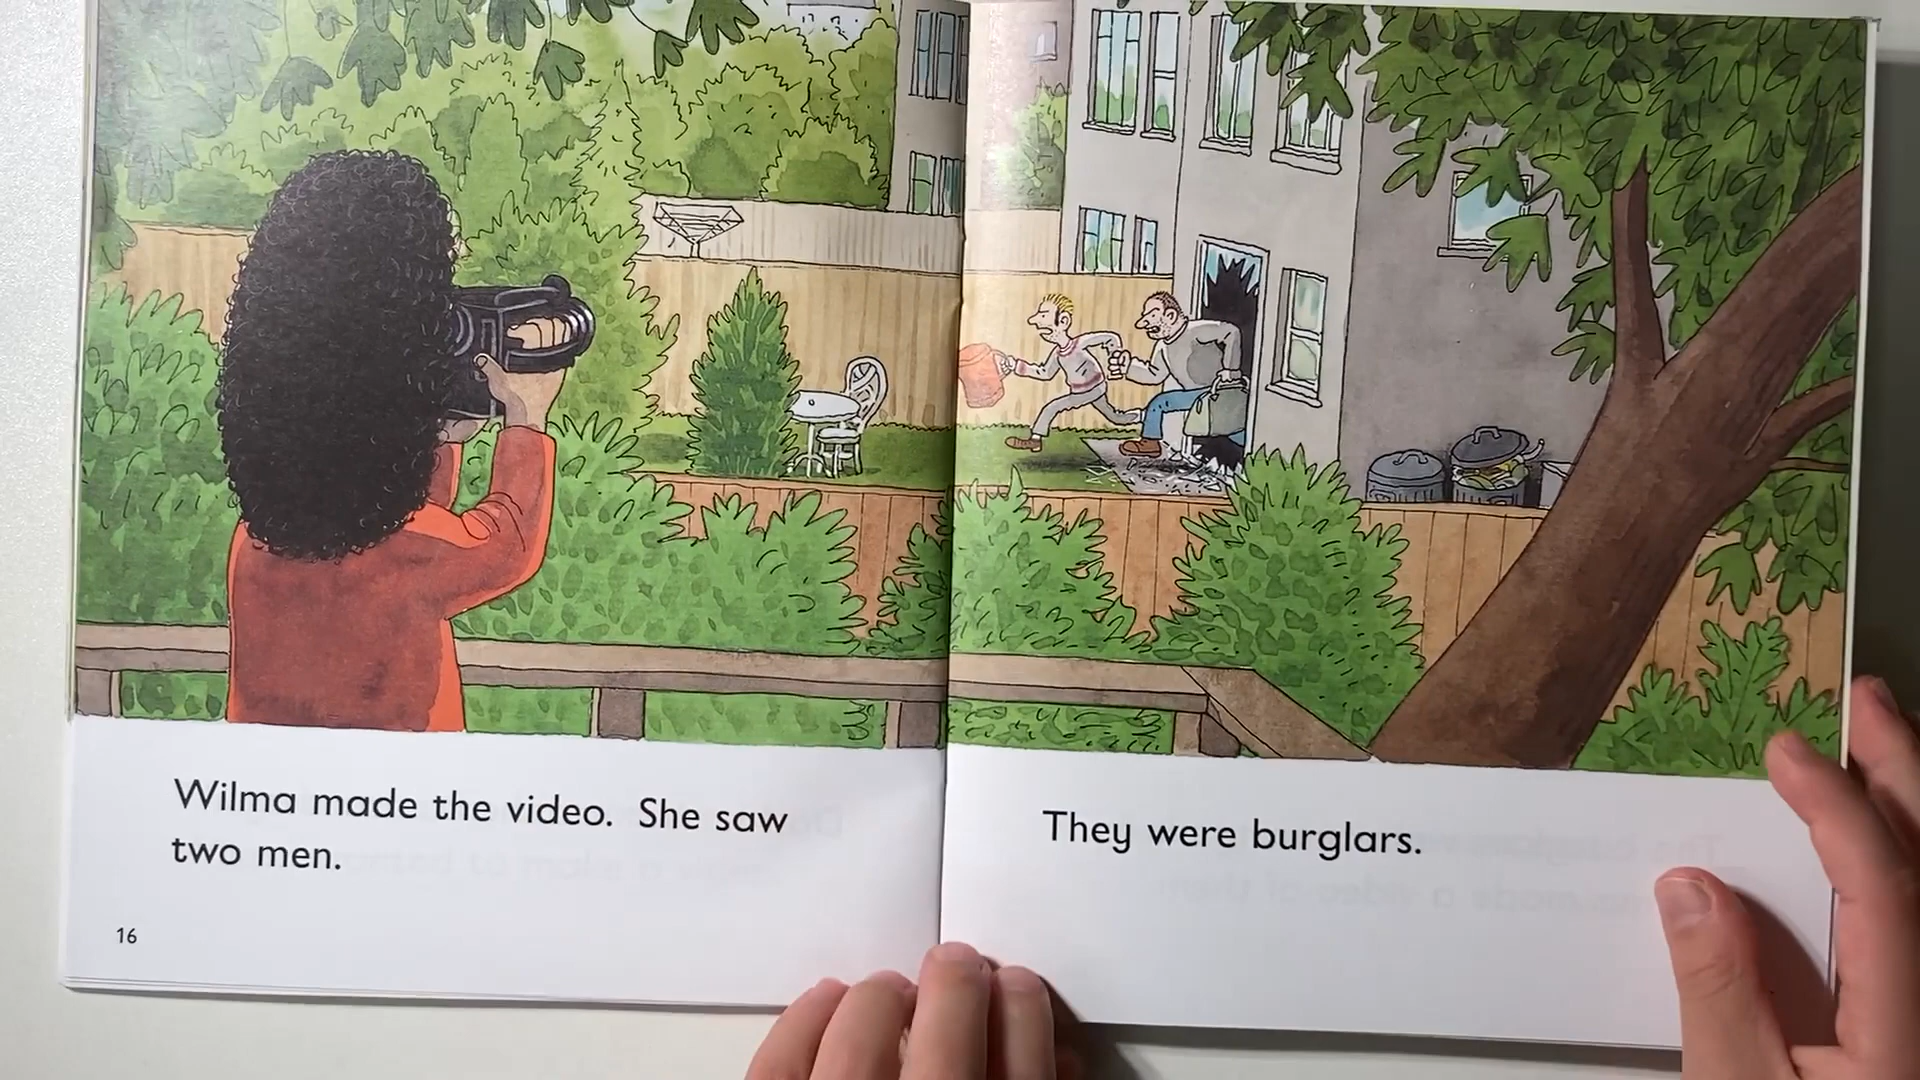 Wilma made the video. She saw
two men.
16
They were burglars.